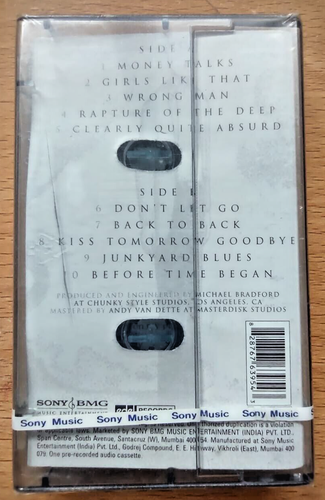 SIDE
1 MONEY TALKS
2 GIRLS LIKE THAT
3 WRONG MAN
4 RAPTURE OF THE DEEP
5 CLEARLY QUITE ABSURD
SIDE
6 DON'T LET GO
7 BACK TO BACK
8 KISS TOMORROW GOODBYE
9 JUNKYARD BLUES
0 BEFORE TIME BEGAN
PRODUCED AND ENGINEERED BY MICHAEL BRADFORD
AT CHUNKY STYLE STUDIOS, LOS ANGELES, CA
MASTERED BY ANDY VAN DETTE AT MASTERDISK STUDIOS
SONY BMG
MUSIC ENTERTAINMENT
RECORDS
Sony Music Sony Music Sony Music Sony Music
duplication is a violation
laws. Marketed by SONY BMG MUSIC ENTERTAINMENT (INDIA) PVT. LTD.
Span Centre, South Avenue, Santacruz (W), Mumbai 400 054. Manufactured at Sony Music
Entertainment (India) Pvt. Ltd., Godrej Compound, E. E. Highway, Vikhroli (East), Mumbai 400
079. One pre-recorded audio cassette.